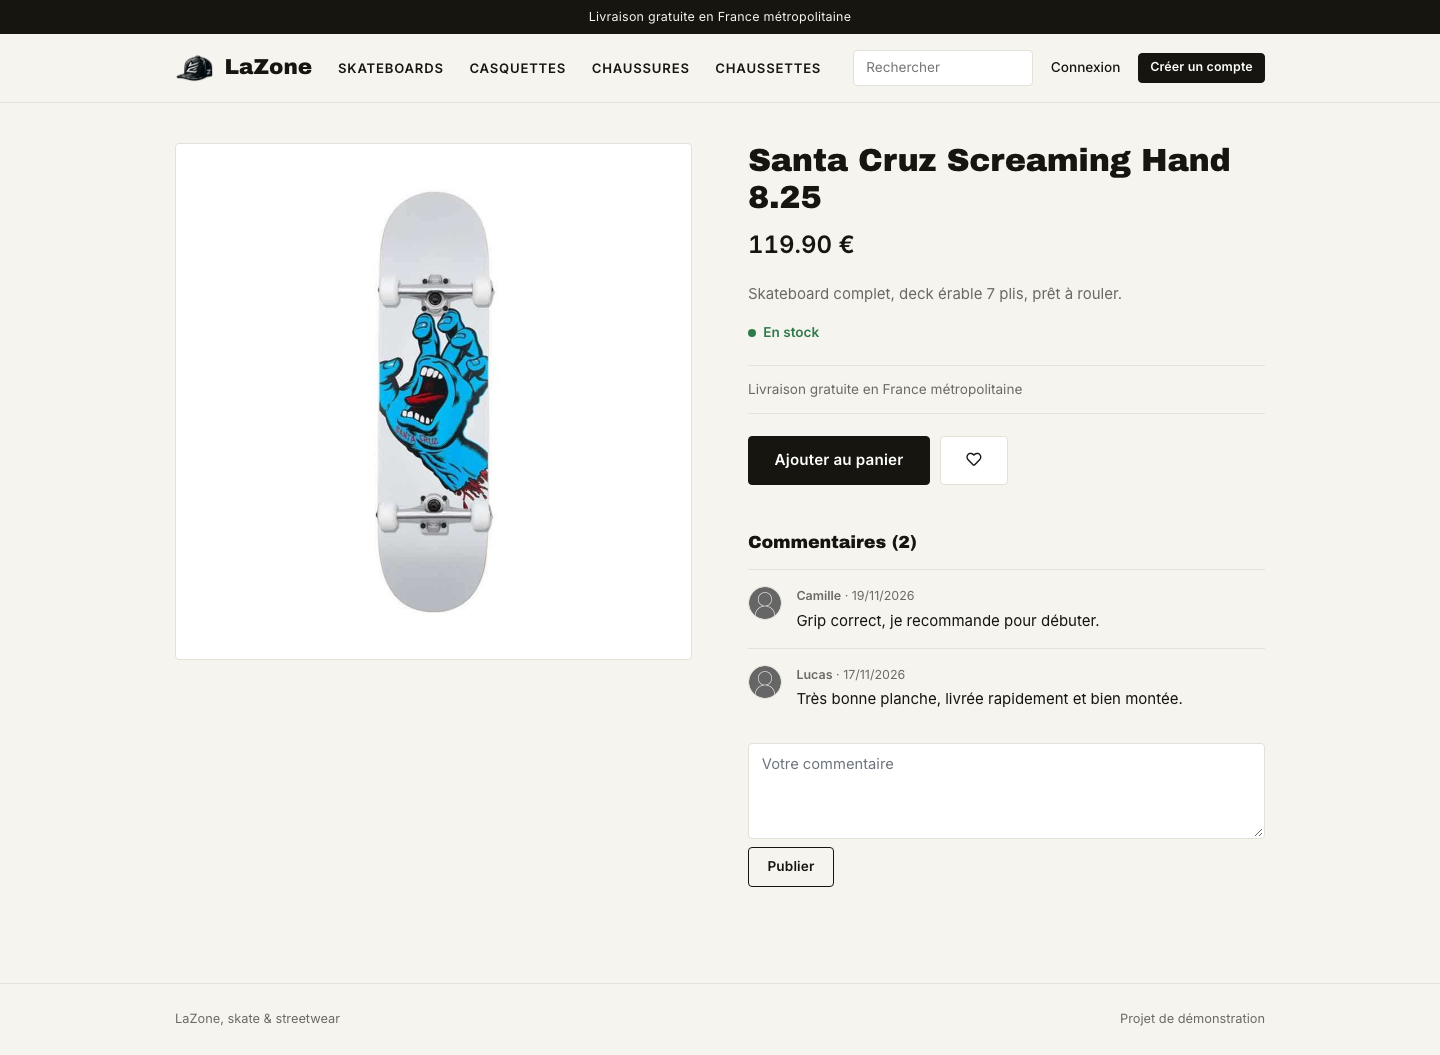 Livraison gratuite en France métropolitaine
LaZone
SKATEBOARDS
CASQUETTES
CHAUSSURES
CHAUSSETTES
Rechercher
Connexion
Créer un compte
Santa Cruz Screaming Hand
8.25
119.90 €
Skateboard complet, deck érable 7 plis, prêt à rouler.
En stock
Livraison gratuite en France métropolitaine
Ajouter au panier
SANTA CRUZ
Commentaires (2)
Camille · 19/11/2026
Grip correct, je recommande pour débuter.
Lucas · 17/11/2026
Très bonne planche, livrée rapidement et bien montée.
Votre commentaire
Publier
LaZone, skate & streetwear
Projet de démonstration